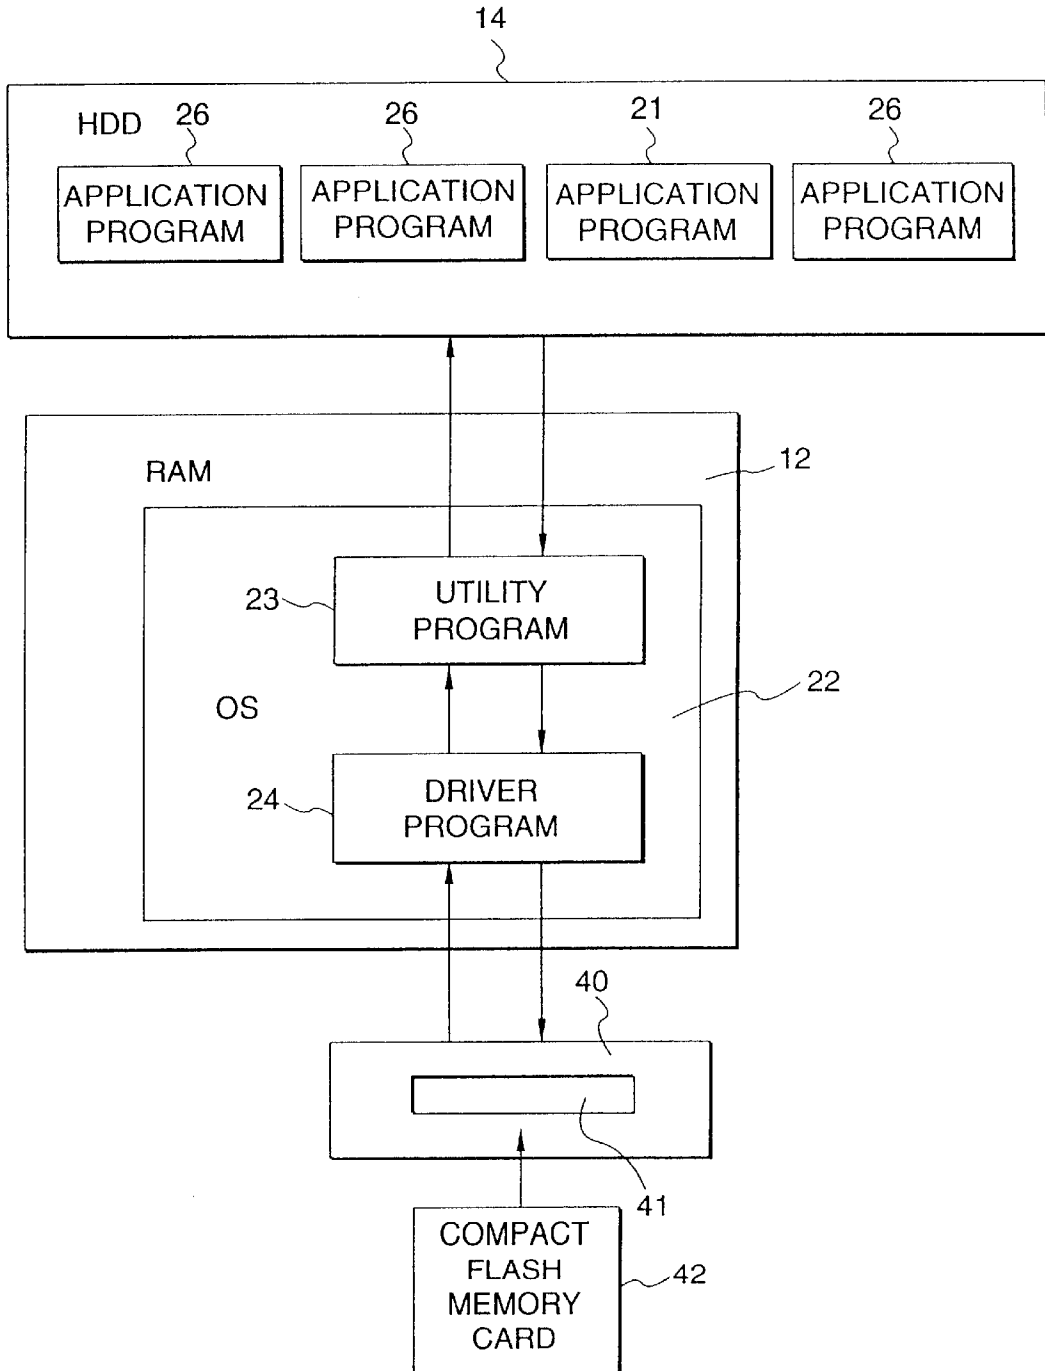 14
HDD 26 26 21 26
APPLICATION PROGRAM
APPLICATION PROGRAM
APPLICATION PROGRAM
APPLICATION PROGRAM
RAM
12
23
UTILITY
PROGRAM
OS
22
24
DRIVER
PROGRAM
40
41
COMPACT
FLASH
MEMORY
CARD
42